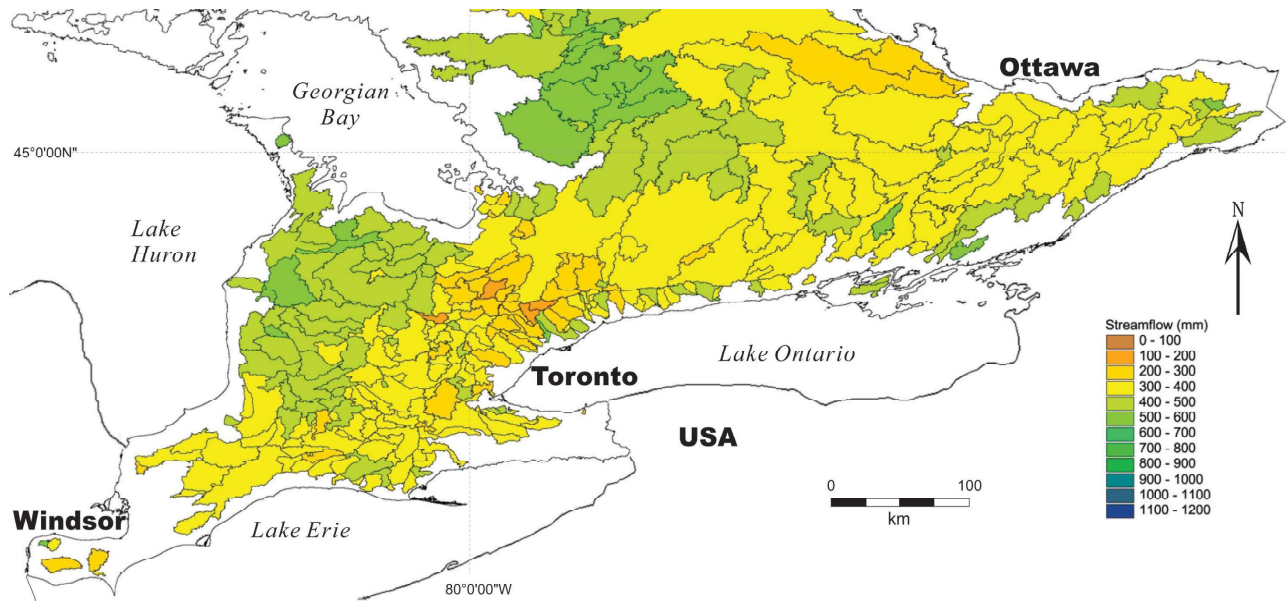 Ottawa
Georgian
Bay
45°0'00N"
Lake
Huron
N
Streamflow (mm)
0 - 100
100 - 200
200 - 300
300 - 400
400 - 500
500 - 600
600 - 700
700 - 800
800 - 900
900 - 1000
1000 - 1100
1100 - 1200
Lake Ontario
Toronto
USA
0 100
km
Windsor
Lake Erie
80°0'00"W